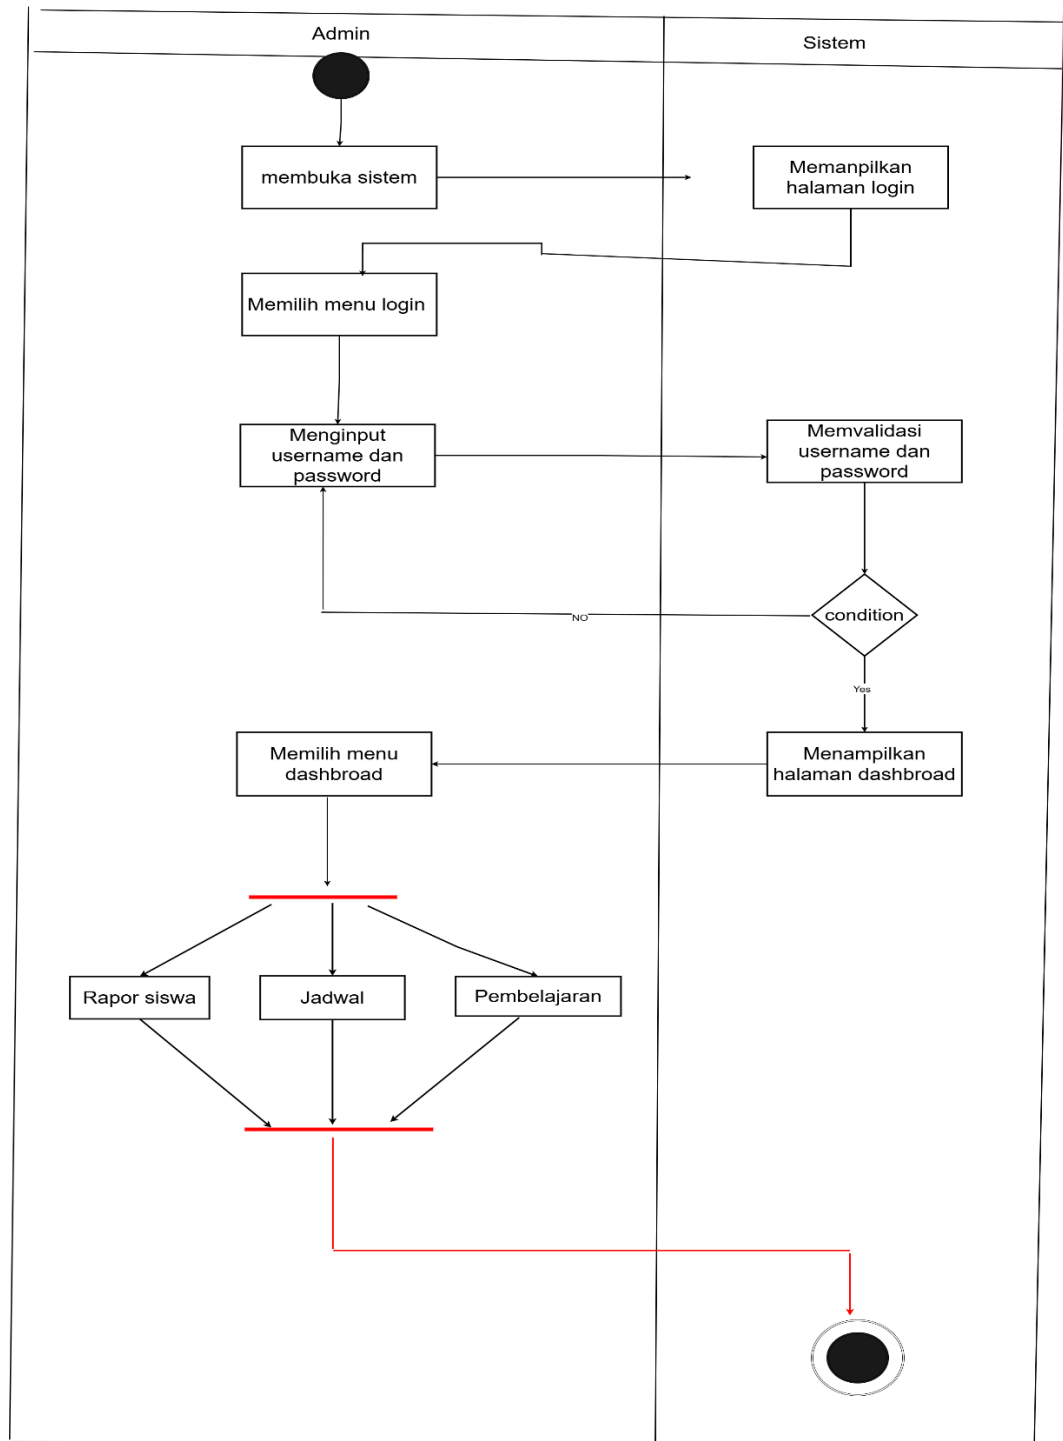 Admin
Sistem
membuka sistem
Memanpilkan
halaman login
Memilih menu login
Menginput
username dan
password
Memvalidasi
username dan
password
condition
NO
Yes
Memilih menu
dashbroad
Menampilkan
halaman dashbroad
Rapor siswa
Jadwal
Pembelajaran